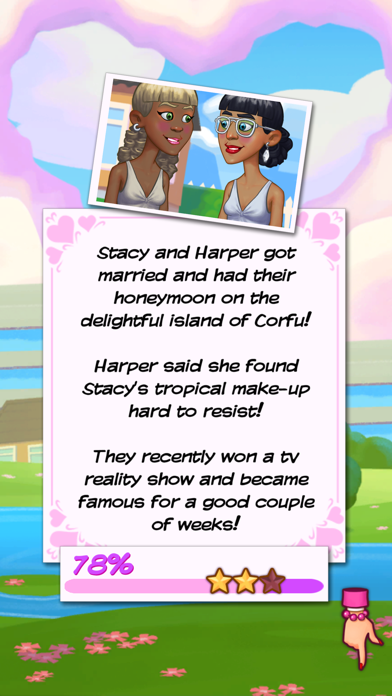 Stacy and Harper got
married and had their
honeymoon on the
delightful island of Corfu!
Harper said she found
Stacy's tropical make-up
hard to resist!
They recently won a tv
reality show and became
famous for a good couple
of weeks!
78%